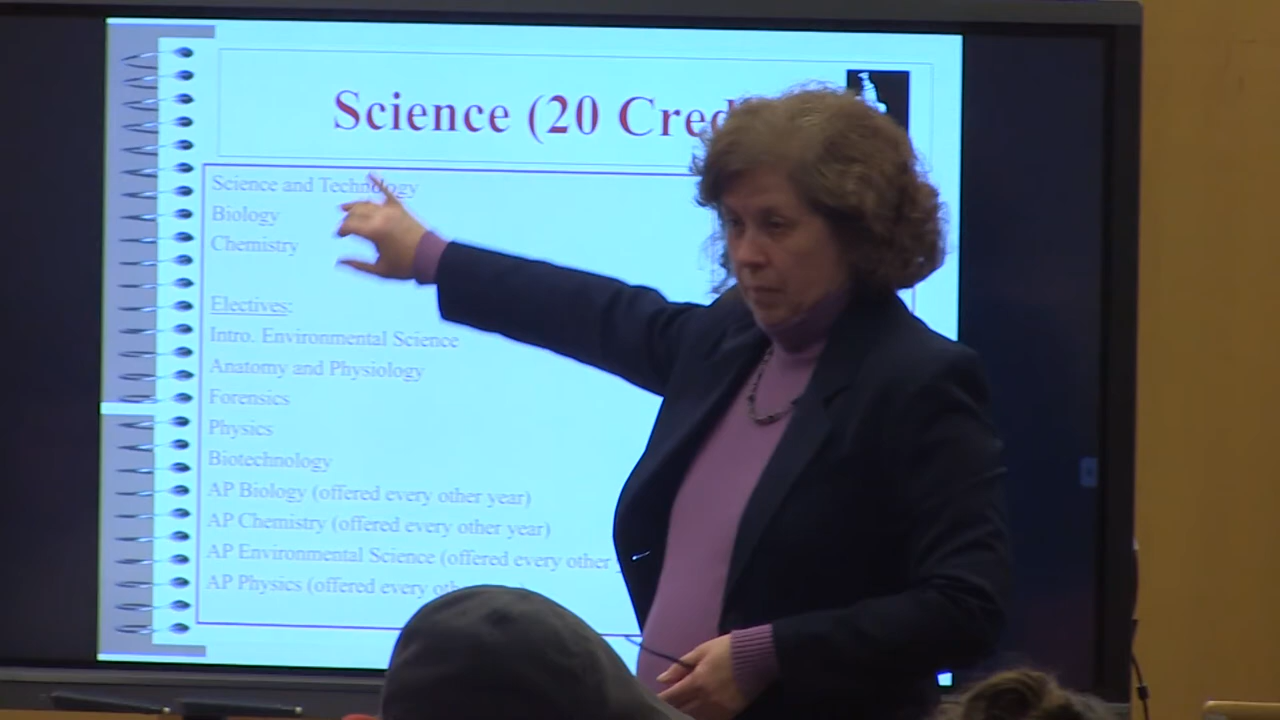 Science (20 Cred
Science and Technology
Biology
Chemistry
Electives:
Intro. Environmental Science
Anatomy and Physiology
Forensics
Physics
Biotechnology
AP Biology (offered every other year)
AP Chemistry (offered every other year)
AP Environmental Science (offered every other
AP Physics (offered every